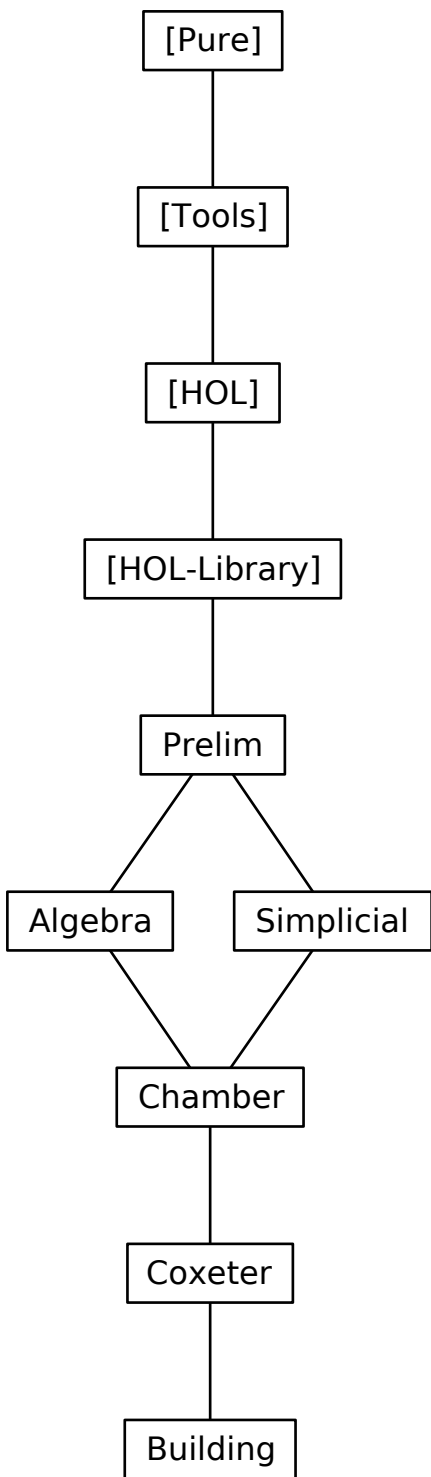 [Pure]
[Tools]
[HOL]
[HOL-Library]
Prelim
Algebra
Simplicial
Chamber
Coxeter
Building